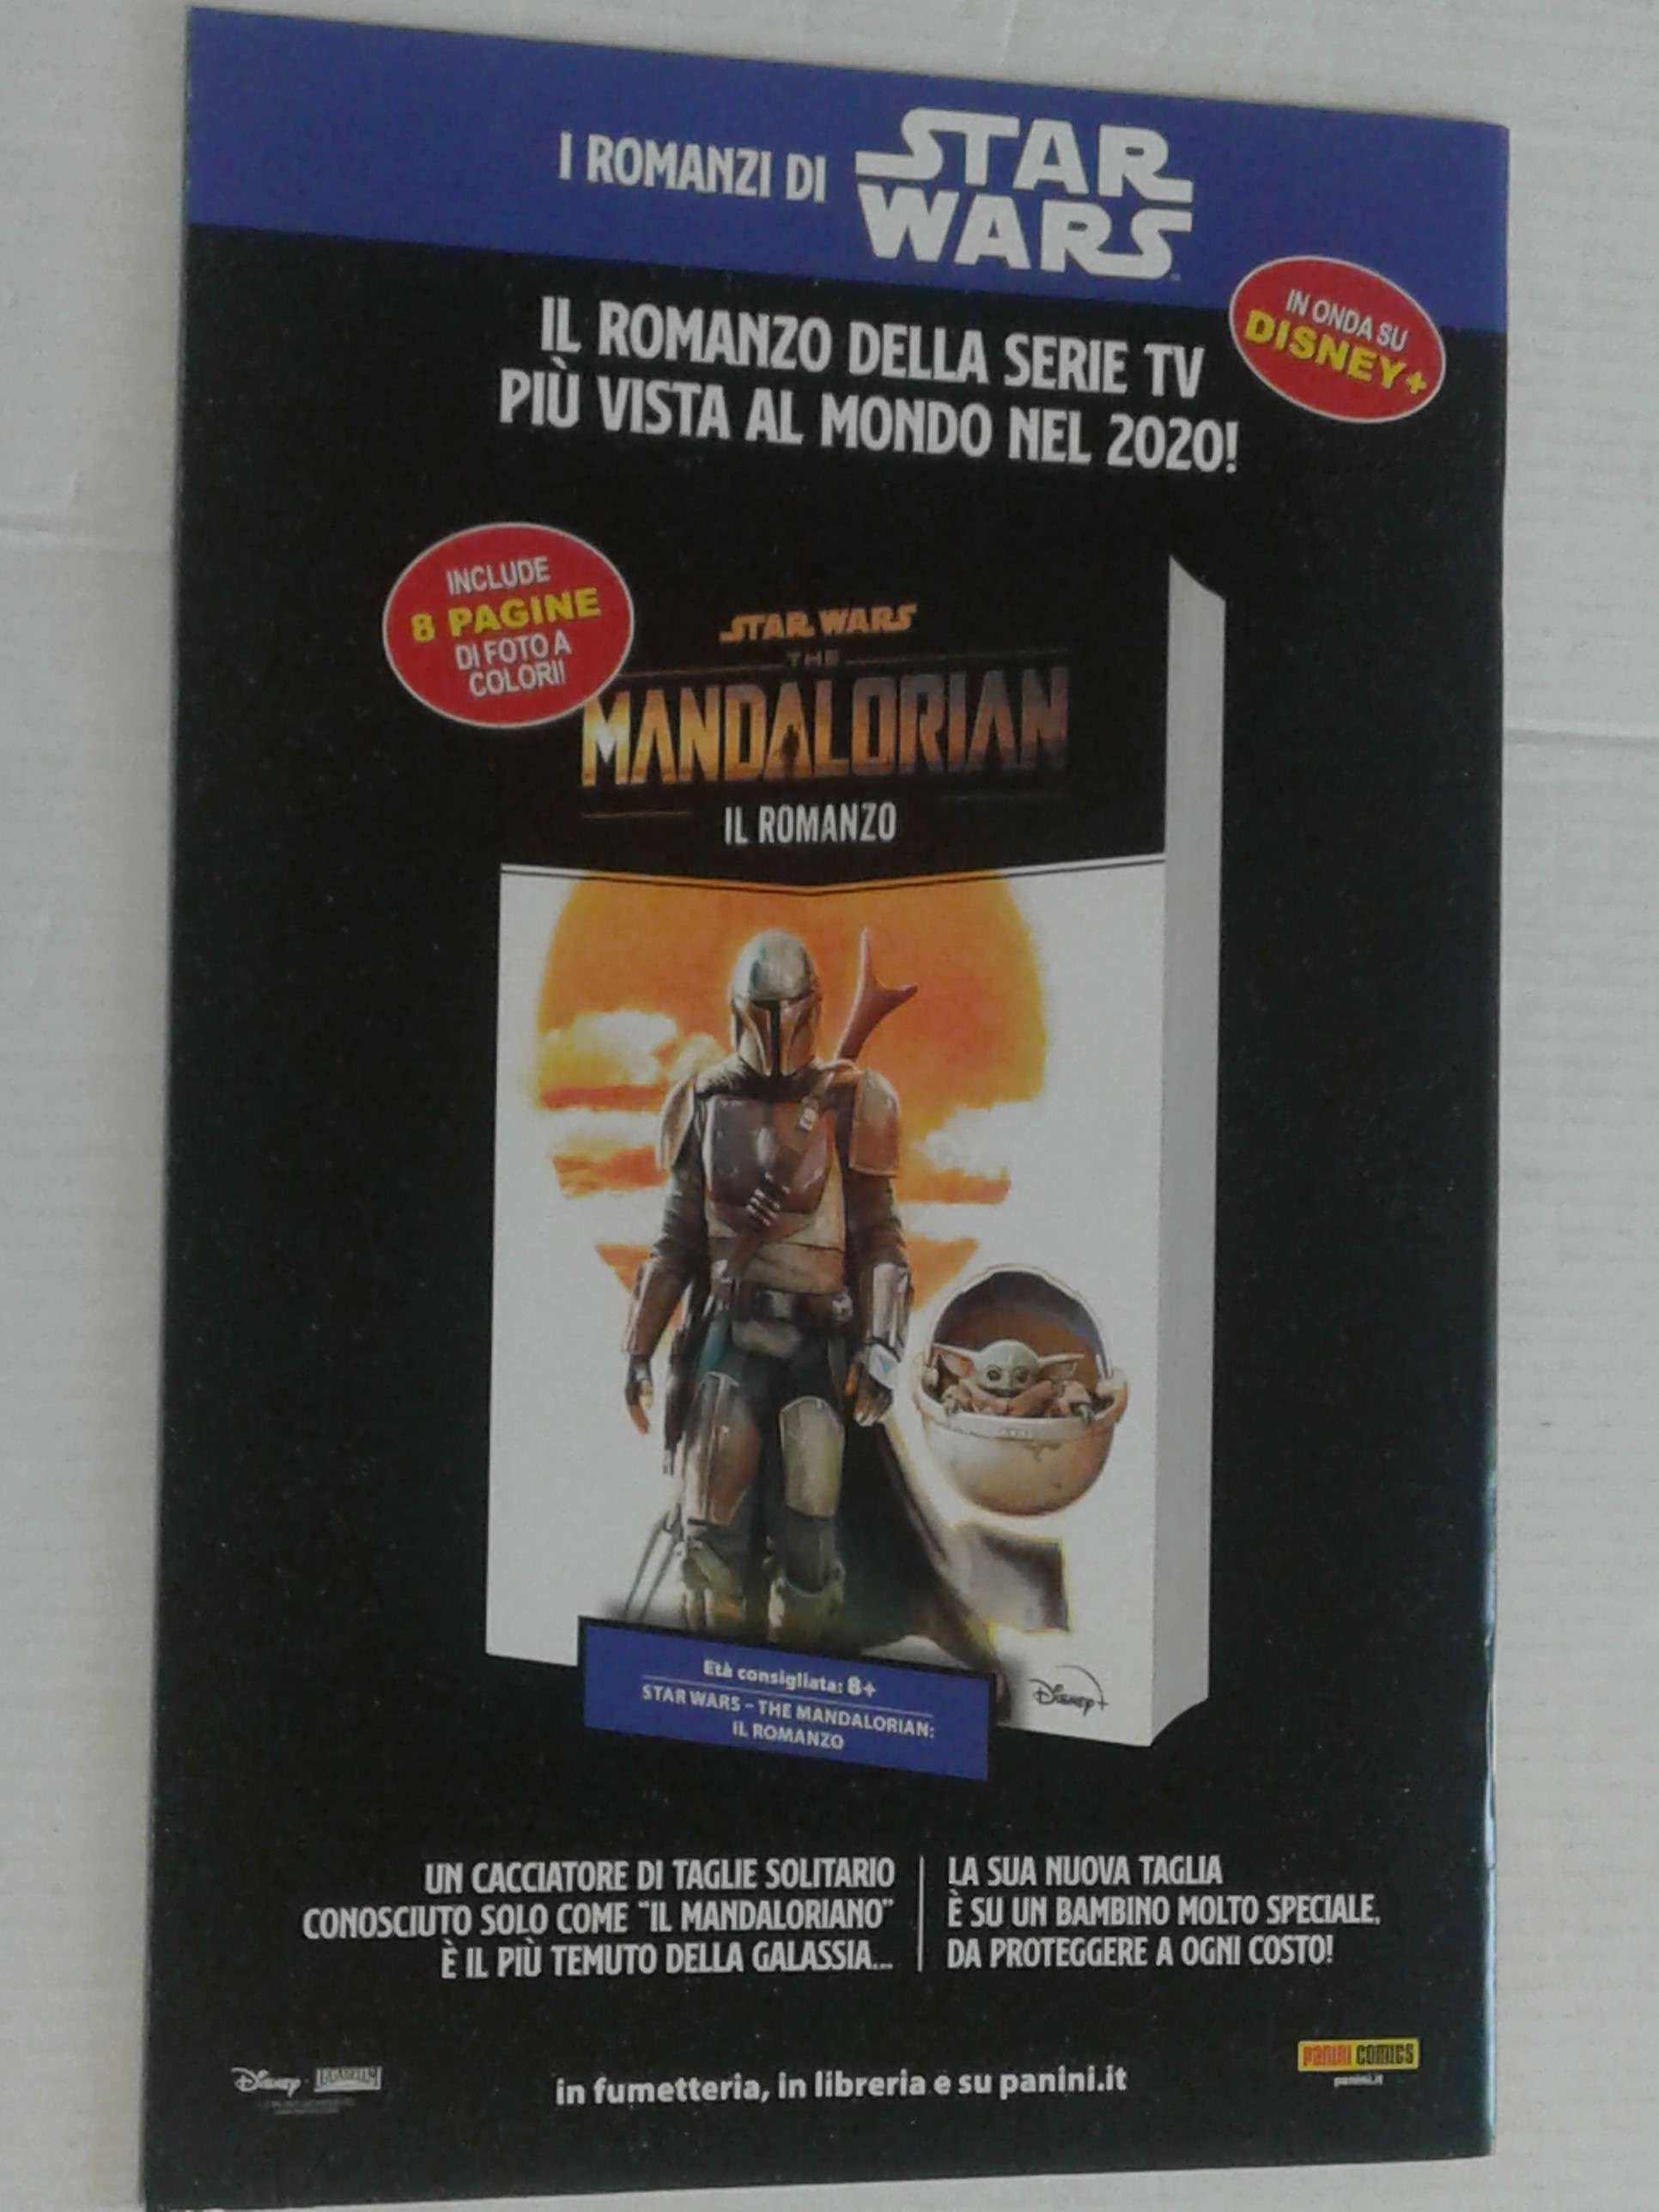 I ROMANZI DI STAR WARS
IN ONDA SU
DISNEY+
IL ROMANZO DELLA SERIE TV
PIÙ VISTA AL MONDO NEL 2020!
INCLUDE
8 PAGINE
DI FOTO A
COLORI!
STAR WARS
THE
MANDALORIAN
IL ROMANZO
Disney+
Età consigliata: 8+
STAR WARS – THE MANDALORIAN:
IL ROMANZO
UN CACCIATORE DI TAGLIE SOLITARIO
CONOSCIUTO SOLO COME "IL MANDALORIANO"
È IL PIÙ TEMUTO DELLA GALASSIA...
LA SUA NUOVA TAGLIA
È SU UN BAMBINO MOLTO SPECIALE,
DA PROTEGGERE A OGNI COSTO!
Disney LUCASFILM
in fumetteria, in libreria e su panini.it
PANINI COMICS
panini.it